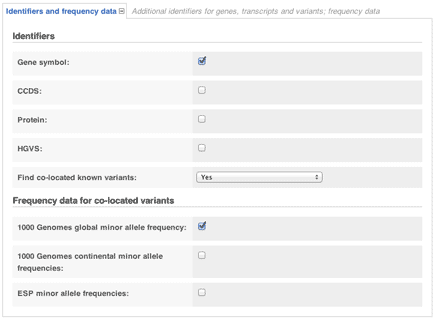 Identifiers and frequency data Additional identifiers for genes, transcripts and variants; frequency data
Identifiers
Gene symbol:
CCDS:
Protein:
HGVS:
Find co-located known variants: Yes
Frequency data for co-located variants
1000 Genomes global minor allele frequency:
1000 Genomes continental minor allele
frequencies:
ESP minor allele frequencies: